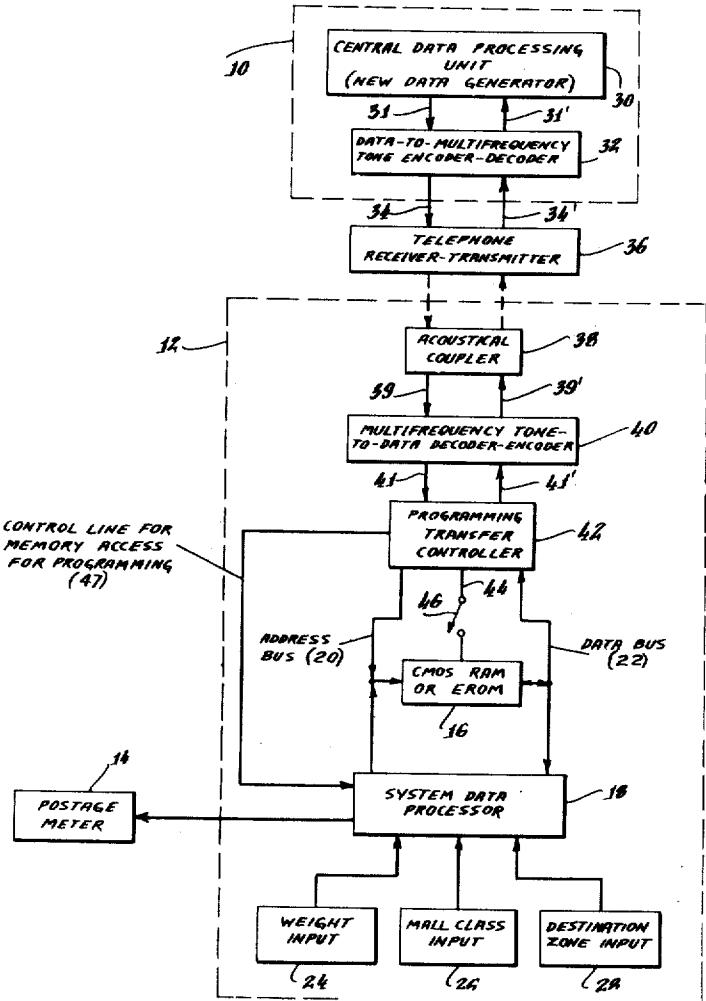 10
CENTRAL DATA PROCESSING
UNIT
(NEW DATA GENERATOR)
30
31
31'
DATA-TO-MULTIFREQUENCY
TONE ENCODER-DECODER
32
34
34'
TELEPHONE
RECEIVER-TRANSMITTER
36
12
ACOUSTICAL
COUPLER
38
39
39'
MULTIFREQUENCY TONE-
TO-DATA DECODER-ENCODER
40
41
41'
PROGRAMMING
TRANSFER
CONTROLLER
42
CONTROL LINE FOR
MEMORY ACCESS
FOR PROGRAMMING
(47)
44
46
ADDRESS
BUS (20)
DATA BUS
(22)
CMOS RAM
OR EROM
16
14
POSTAGE
METER
SYSTEM DATA
PROCESSOR
18
WEIGHT
INPUT
MALL CLASS
INPUT
DESTINATION
ZONE INPUT
24
26
28